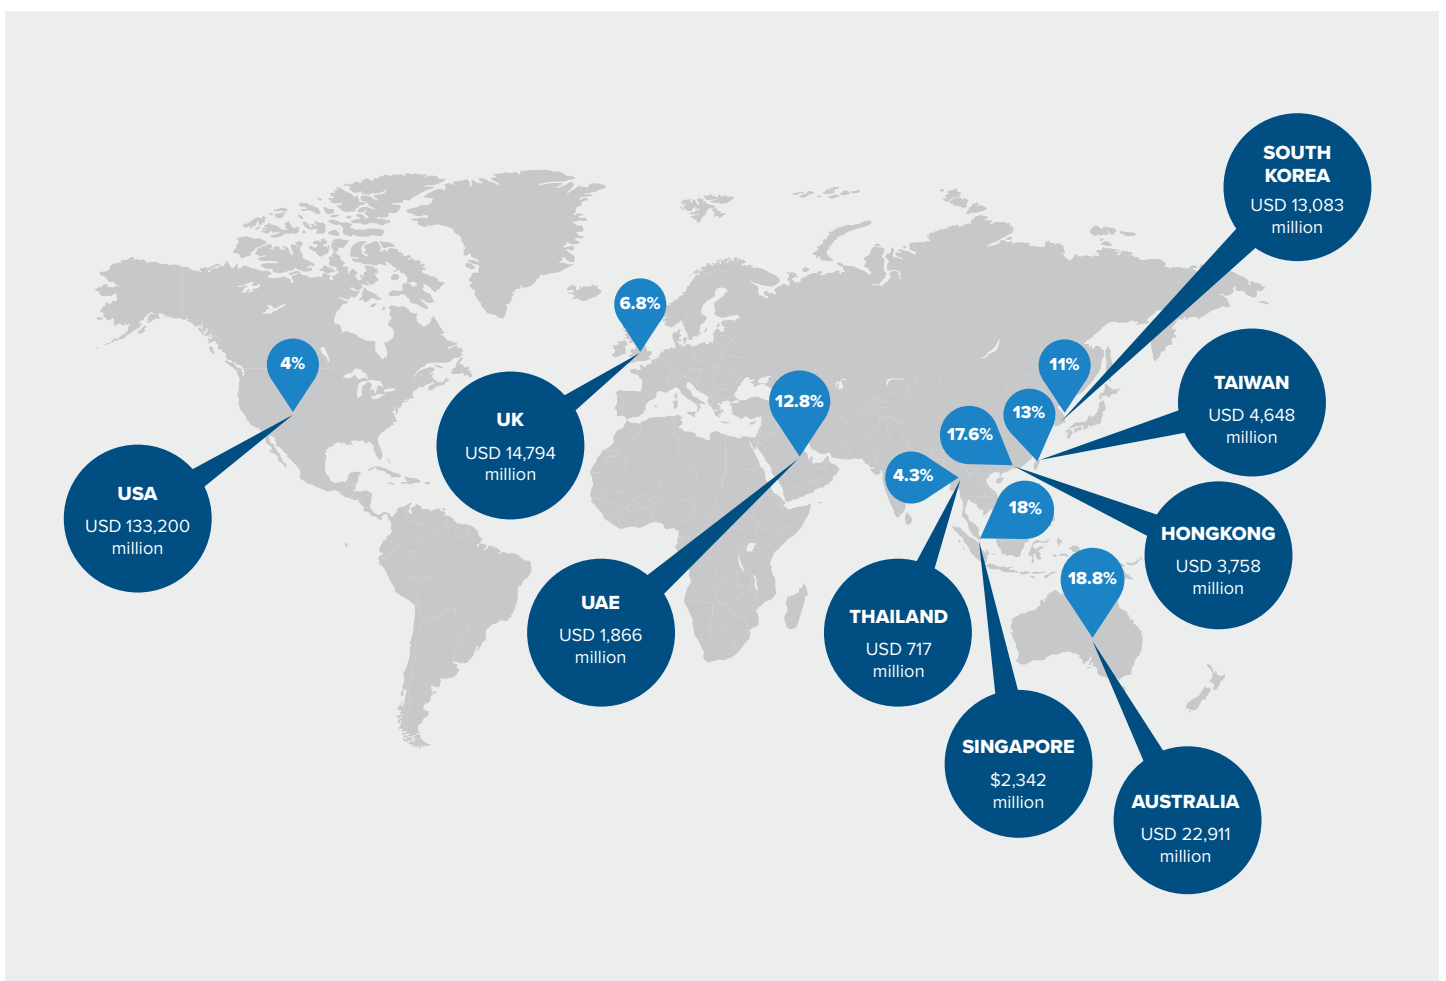 SOUTH
KOREA
USD 13,083
million
6.8%
4%
11%
TAIWAN
USD 4,648
million
12.8%
13%
17.6%
UK
USD 14,794
million
4.3%
USA
USD 133,200
million
18%
HONGKONG
USD 3,758
million
18.8%
UAE
USD 1,866
million
THAILAND
USD 717
million
SINGAPORE
$2,342
million
AUSTRALIA
USD 22,911
million